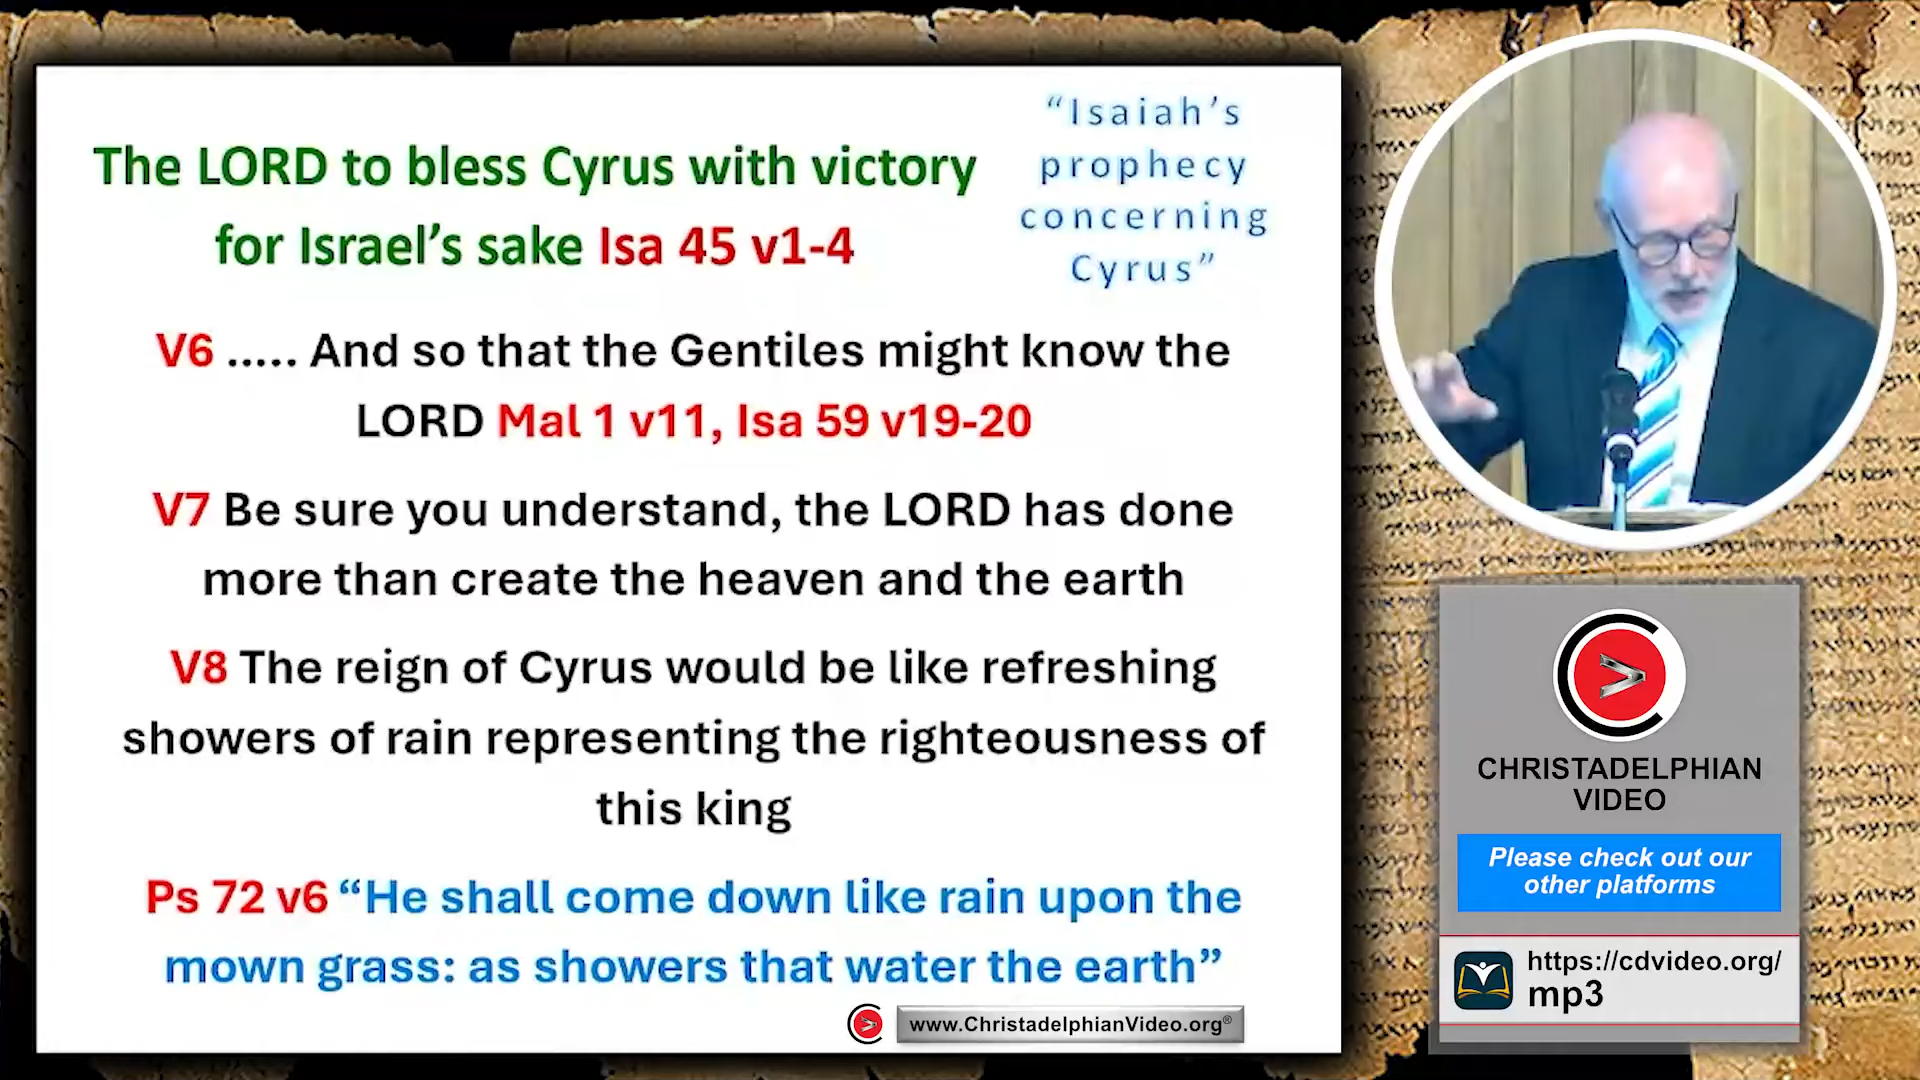 The LORD to bless Cyrus with victory
for Israel’s sake Isa 45 v1-4
“Isaiah’s
prophecy
concerning
Cyrus”
V6 ..... And so that the Gentiles might know the
LORD Mal 1 v11, Isa 59 v19-20
V7 Be sure you understand, the LORD has done
more than create the heaven and the earth
V8 The reign of Cyrus would be like refreshing
showers of rain representing the righteousness of
this king
Ps 72 v6 “He shall come down like rain upon the
mown grass: as showers that water the earth”
www.ChristadelphianVideo.org®
CHRISTADELPHIAN
VIDEO
Please check out our
other platforms
https://cdvideo.org/
mp3